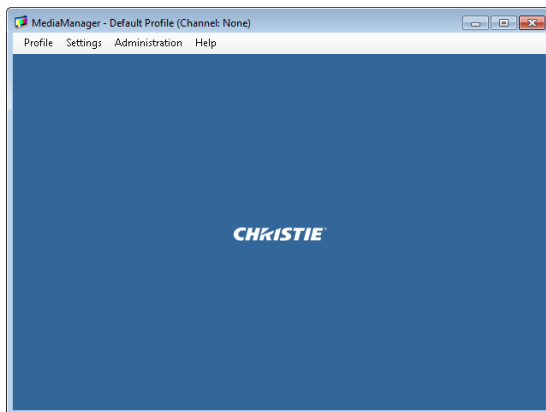 MediaManager - Default Profile (Channel: None)
Profile Settings Administration Help
CHRISTIE